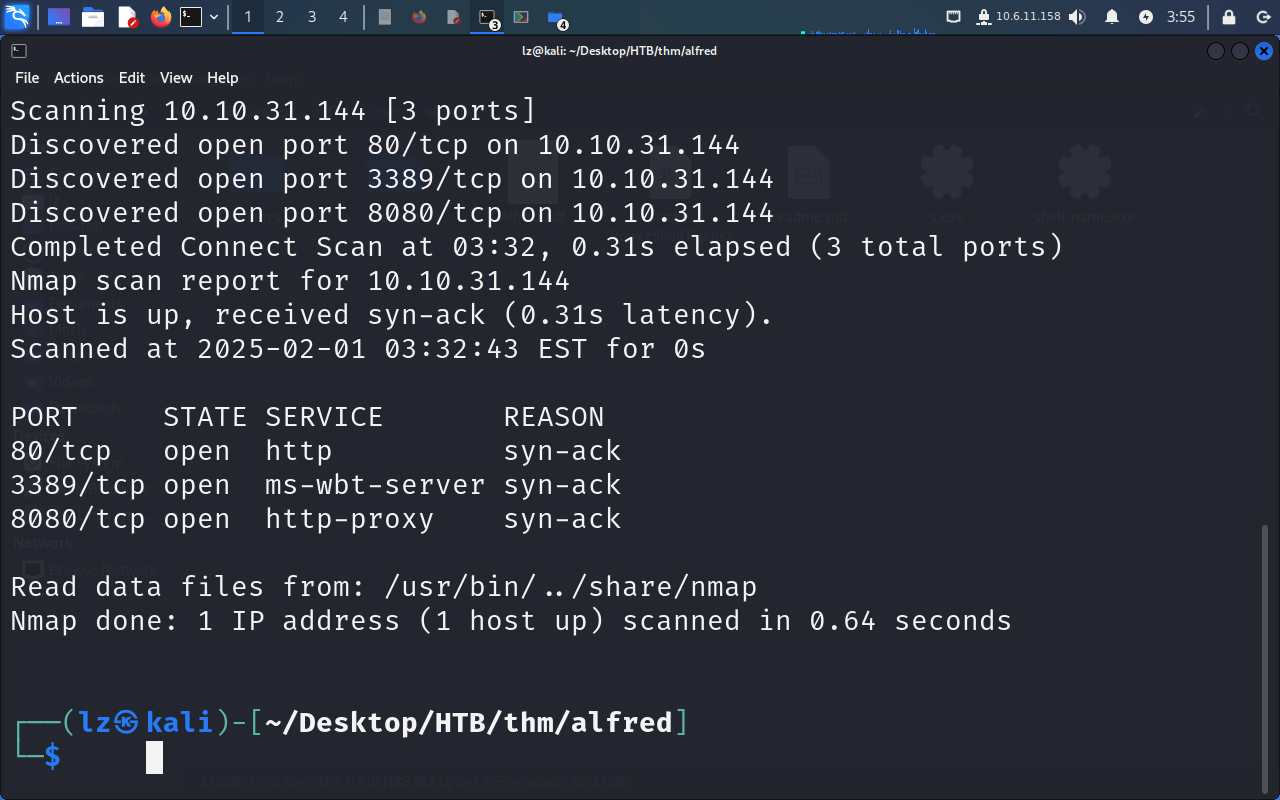 1 2 3 4 3 4 10.6.11.158 3:55
lz@kali: ~/Desktop/HTB/thm/alfred
File Actions Edit View Help
Scanning 10.10.31.144 [3 ports]
Discovered open port 80/tcp on 10.10.31.144
Discovered open port 3389/tcp on 10.10.31.144
Discovered open port 8080/tcp on 10.10.31.144
Completed Connect Scan at 03:32, 0.31s elapsed (3 total ports)
Nmap scan report for 10.10.31.144
Host is up, received syn-ack (0.31s latency).
Scanned at 2025-02-01 03:32:43 EST for 0s
PORT STATE SERVICE REASON
80/tcp open http syn-ack
3389/tcp open ms-wbt-server syn-ack
8080/tcp open http-proxy syn-ack
Read data files from: /usr/bin/../share/nmap
Nmap done: 1 IP address (1 host up) scanned in 0.64 seconds
┌──(lz㉿kali)-[~/Desktop/HTB/thm/alfred]
└─$